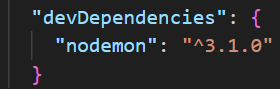 "devDependencies": {
"nodemon": "^3.1.0"
}